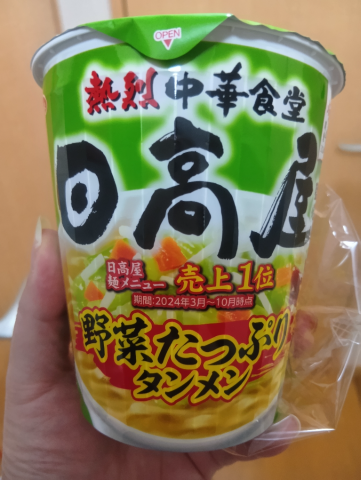 OPEN
熱烈中華食堂
日高屋
日高屋
麺メニュー 売上1位
期間:2024年3月~10月時点
野菜たっぷり
タンメン